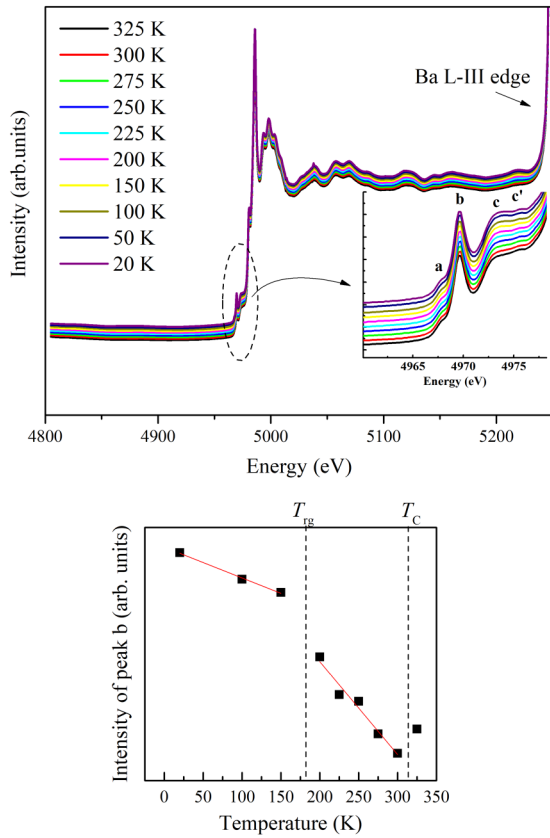 325 K
300 K
275 K
250 K
225 K
200 K
150 K
100 K
50 K
20 K
Ba L-III edge
a
b
c
c'
4965
4970
4975
Energy (eV)
Intensity (arb.units)
4800
4900
5000
5100
5200
Energy (eV)
Trg
TC
Intensity of peak b (arb. units)
0
50
100
150
200
250
300
350
Temperature (K)